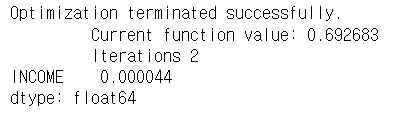 Optimization terminated successfully.
Current function value: 0.692683
Iterations 2
INCOME 0.000044
dtype: float64